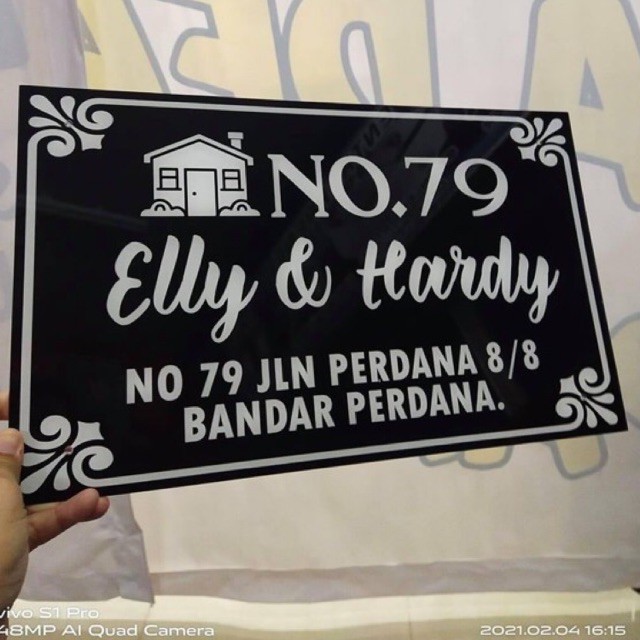 NO.79
Elly & Hardy
NO 79 JLN PERDANA 8/8
BANDAR PERDANA.
vivo S1 Pro
48MP AI Quad Camera
2021.02.04 16:15